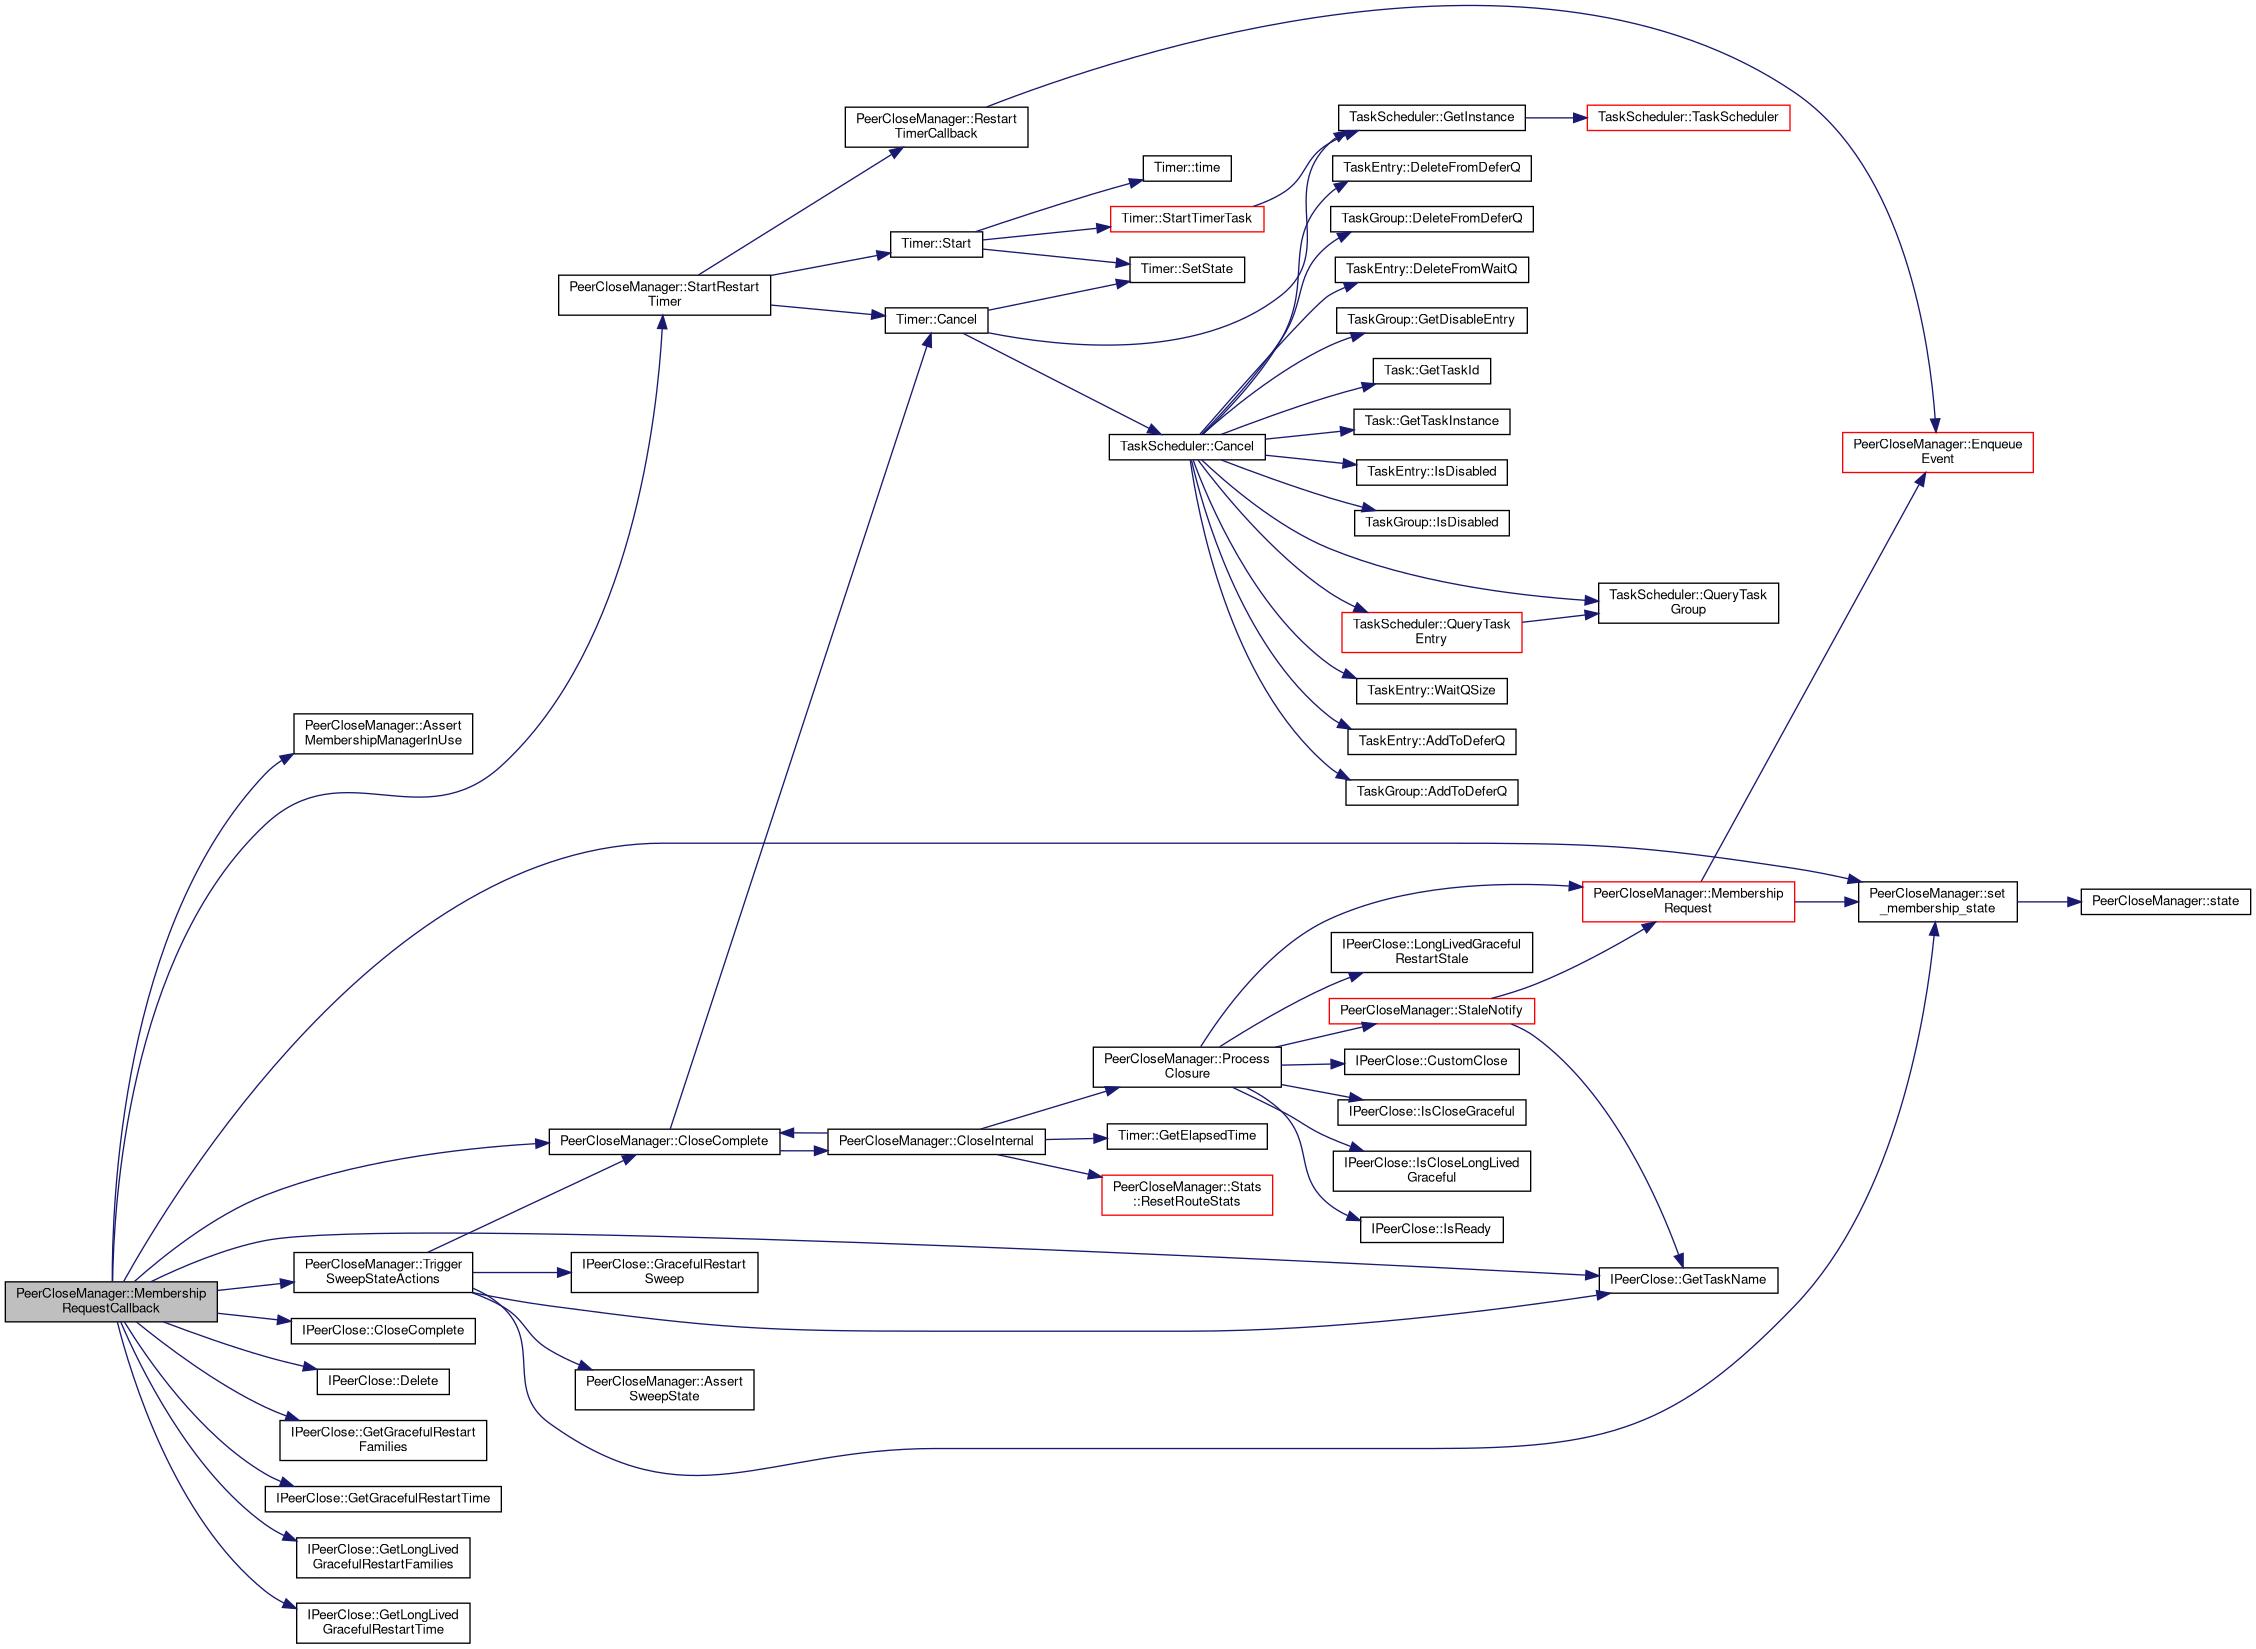 PeerCloseManager::Restart
TimerCallback
TaskScheduler::GetInstance
TaskScheduler::TaskScheduler
Timer::time
TaskEntry::DeleteFromDeferQ
Timer::StartTimerTask
TaskGroup::DeleteFromDeferQ
Timer::Start
Timer::SetState
TaskEntry::DeleteFromWaitQ
PeerCloseManager::StartRestart
Timer
Timer::Cancel
TaskGroup::GetDisableEntry
Task::GetTaskId
Task::GetTaskInstance
TaskScheduler::Cancel
PeerCloseManager::Enqueue
Event
TaskEntry::IsDisabled
TaskGroup::IsDisabled
TaskScheduler::QueryTask
Group
TaskScheduler::QueryTask
Entry
TaskEntry::WaitQSize
PeerCloseManager::Assert
MembershipManagerInUse
TaskEntry::AddToDeferQ
TaskGroup::AddToDeferQ
PeerCloseManager::Membership
Request
PeerCloseManager::set
_membership_state
PeerCloseManager::state
IPeerClose::LongLivedGraceful
RestartStale
PeerCloseManager::StaleNotify
PeerCloseManager::Process
Closure
IPeerClose::CustomClose
IPeerClose::IsCloseGraceful
PeerCloseManager::CloseComplete
PeerCloseManager::CloseInternal
Timer::GetElapsedTime
IPeerClose::IsCloseLongLived
Graceful
PeerCloseManager::Stats
::ResetRouteStats
IPeerClose::IsReady
PeerCloseManager::Trigger
SweepStateActions
IPeerClose::GracefulRestart
Sweep
IPeerClose::GetTaskName
PeerCloseManager::Membership
RequestCallback
IPeerClose::CloseComplete
IPeerClose::Delete
PeerCloseManager::Assert
SweepState
IPeerClose::GetGracefulRestart
Families
IPeerClose::GetGracefulRestartTime
IPeerClose::GetLongLived
GracefulRestartFamilies
IPeerClose::GetLongLived
GracefulRestartTime